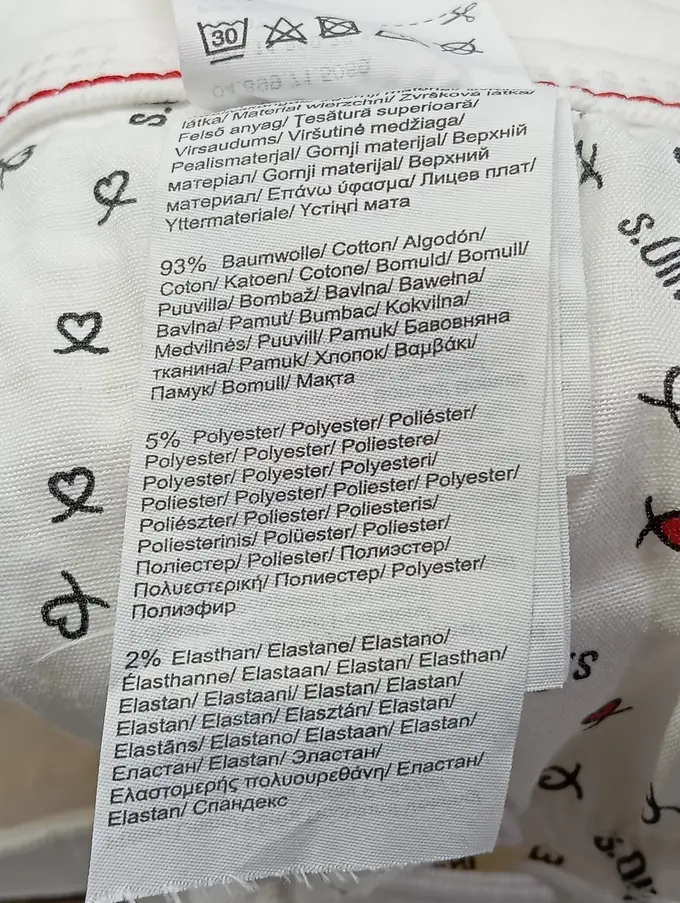 30
látka/ Materiał wierzchni/ Zvršková látka/
Felső anyag/ Țesătură superioară/
Virsaudums/ Viršutinė medžiaga/
Pealismaterjal/ Gornji materijal/ Верхній
матеріал/ Gornji materijal/ Верхний
материал/ Επάνω ύφασμα/ Лицев плат/
Yttermateriale/ Үстіңгі мата
93% Baumwolle/ Cotton/ Algodón/
Coton/ Katoen/ Cotone/ Bomuld/ Bomull/
Puuvilla/ Bombaž/ Bavlna/ Bawełna/
Bavlna/ Pamut/ Bumbac/ Kokvilna/
Medvilnės/ Puuvill/ Pamuk/ Бавовняна
тканина/ Pamuk/ Хлопок/ Βαμβάκι/
Памук/ Bomull/ Мақта
5% Polyester/ Polyester/ Poliéster/
Polyester/ Polyester/ Poliestere/
Polyester/ Polyester/ Polyesteri/
Poliester/ Polyester/ Poliester/ Polyester/
Poliészter/ Poliester/ Poliesteris/
Poliesterinis/ Polüester/ Poliester/
Поліестер/ Poliester/ Полиэстер/
Πολυεστερική/ Полиестер/ Polyester/
Полиэфир
2% Elasthan/ Elastane/ Elastano/
Élasthanne/ Elastaan/ Elastan/ Elasthan/
Elastan/ Elastaani/ Elastan/ Elastan/
Elastan/ Elastan/ Elasztán/ Elastan/
Elastāns/ Elastano/ Elastaan/ Elastan/
Еластан/ Elastan/ Эластан/
Ελαστομερής πολυουρεθάνη/ Еластан/
Elastan/ Спандекс
s.Oli
's
s.Oli